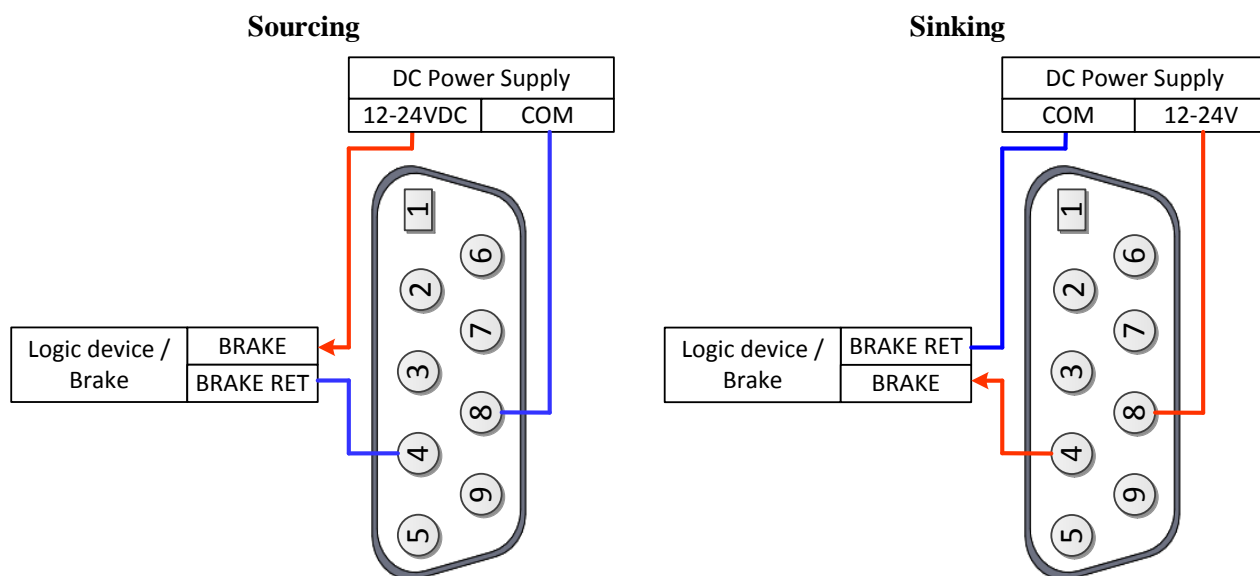 Sourcing
DC Power Supply
12-24VDC
COM
1
6
2
7
3
8
4
9
5
Logic device /
Brake
BRAKE
BRAKE RET
Sinking
DC Power Supply
COM
12-24V
1
6
2
7
3
8
4
9
5
Logic device /
Brake
BRAKE RET
BRAKE